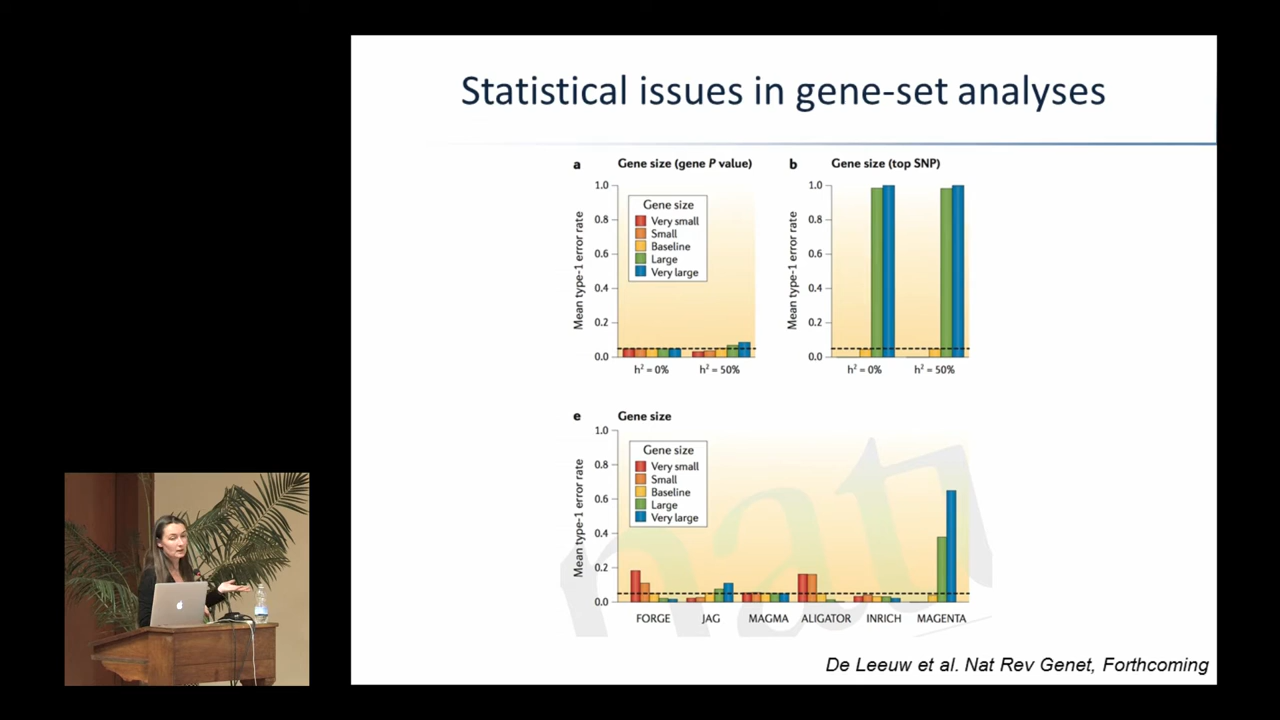 Statistical issues in gene-set analyses
a Gene size (gene P value)
1.0
0.8
0.6
0.4
0.2
0.0
Mean type-1 error rate
Gene size
Very small
Small
Baseline
Large
Very large
h² = 0% h² = 50%
b Gene size (top SNP)
1.0
0.8
0.6
0.4
0.2
0.0
Mean type-1 error rate
h² = 0% h² = 50%
e Gene size
1.0
0.8
0.6
0.4
0.2
0.0
Mean type-1 error rate
Gene size
Very small
Small
Baseline
Large
Very large
FORGE JAG MAGMA ALIGATOR INRICH MAGENTA
De Leeuw et al. Nat Rev Genet, Forthcoming